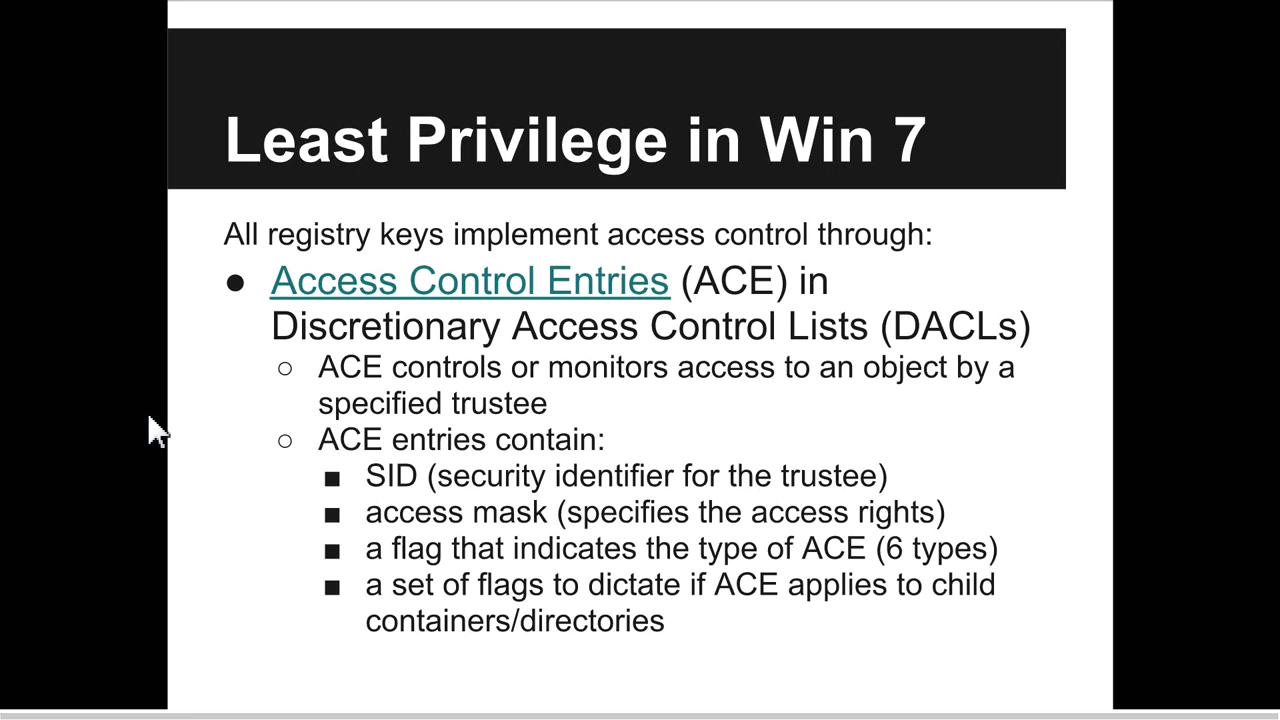 Least Privilege in Win 7
All registry keys implement access control through:
● Access Control Entries (ACE) in
Discretionary Access Control Lists (DACLs)
○ ACE controls or monitors access to an object by a
specified trustee
○ ACE entries contain:
■ SID (security identifier for the trustee)
■ access mask (specifies the access rights)
■ a flag that indicates the type of ACE (6 types)
■ a set of flags to dictate if ACE applies to child
containers/directories